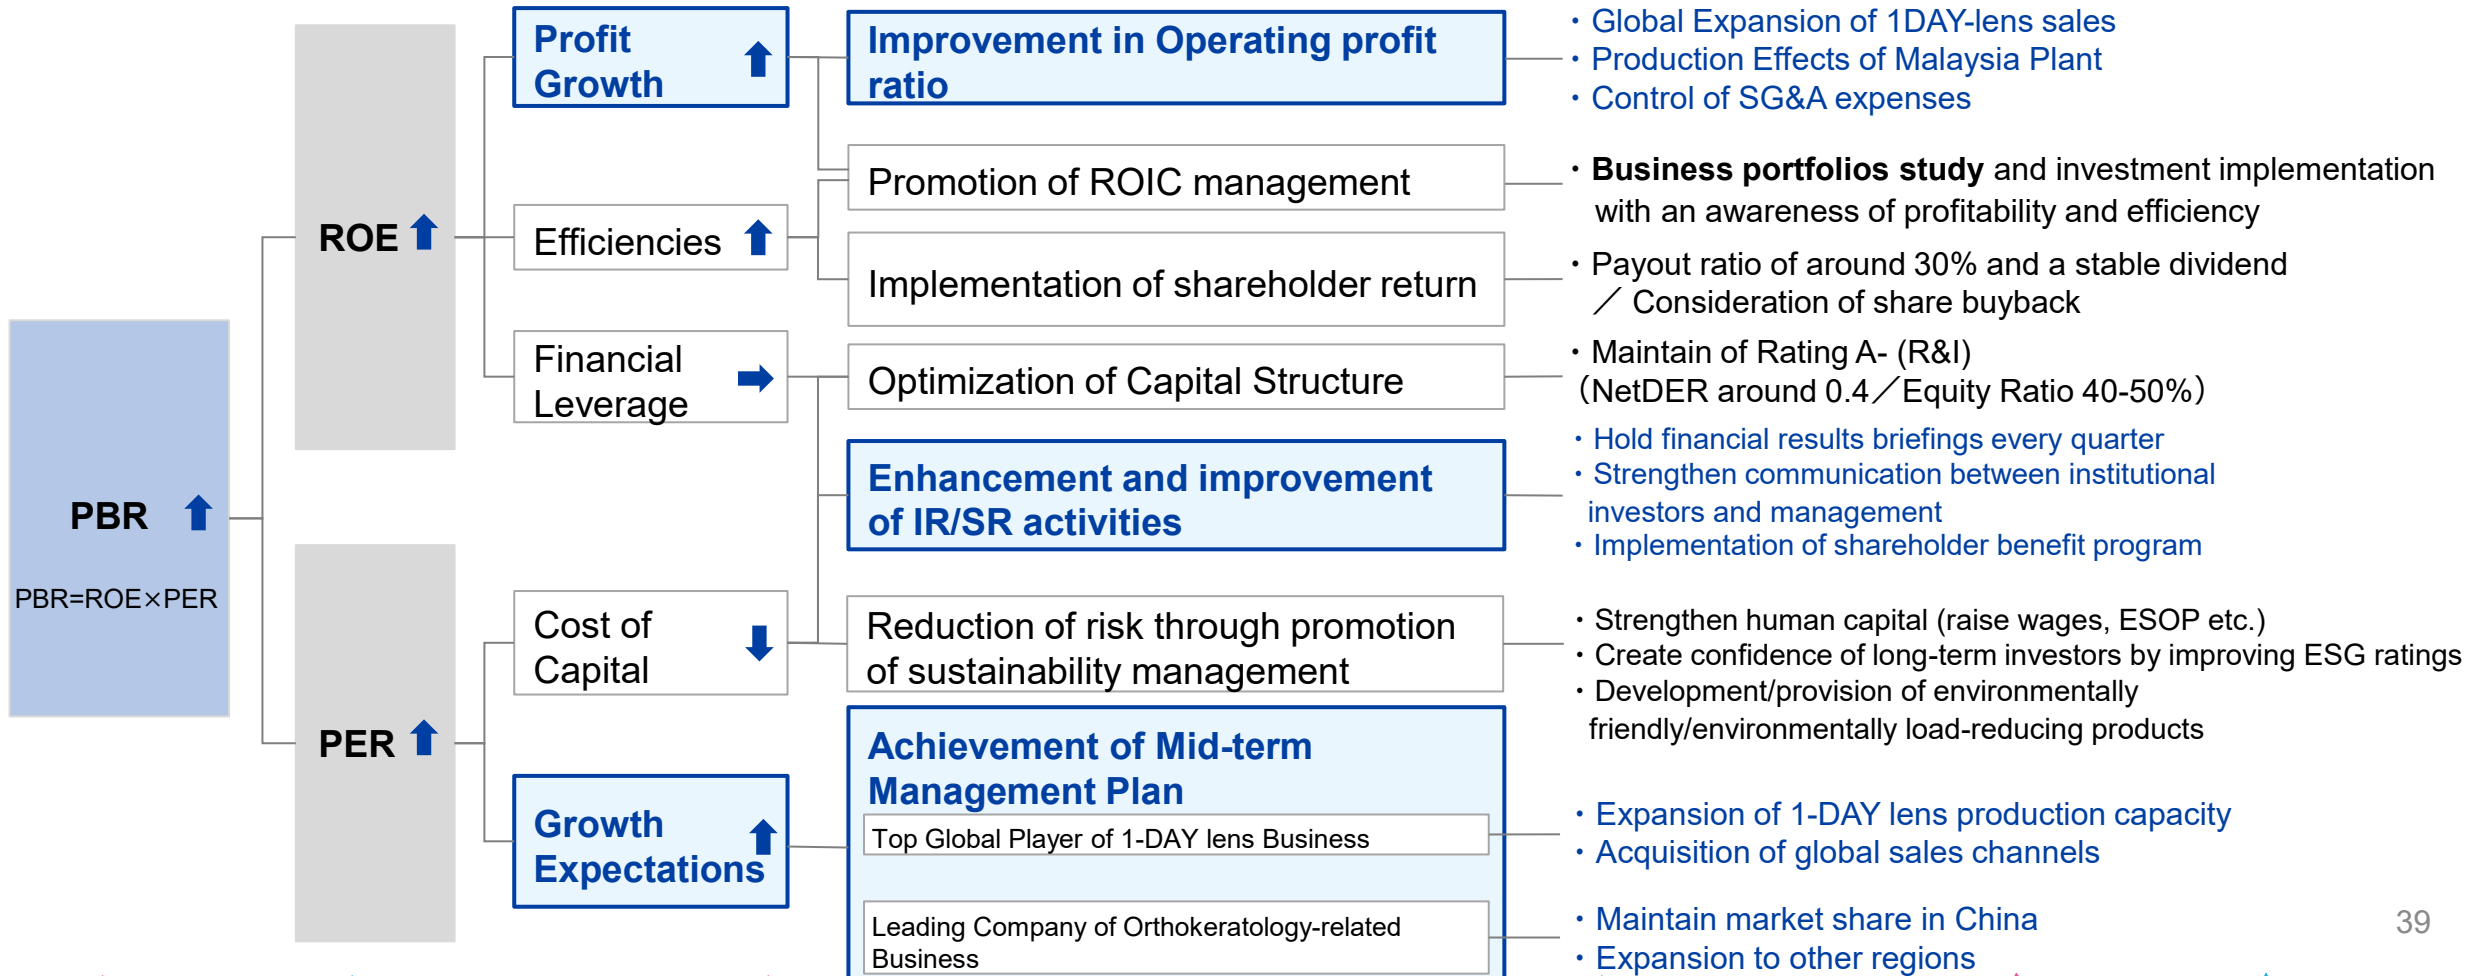 PBR
PBR=ROE×PER
ROE
PER
Profit
Growth
Efficiencies
Financial
Leverage
Cost of
Capital
Growth
Expectations
Improvement in Operating profit
ratio
Promotion of ROIC management
Implementation of shareholder return
Optimization of Capital Structure
Enhancement and improvement
of IR/SR activities
Reduction of risk through promotion
of sustainability management
Achievement of Mid-term
Management Plan
Top Global Player of 1-DAY lens Business
Leading Company of Orthokeratology-related
Business
・Global Expansion of 1DAY-lens sales
・Production Effects of Malaysia Plant
・Control of SG&A expenses
・Business portfolios study and investment implementation
with an awareness of profitability and efficiency
・Payout ratio of around 30% and a stable dividend
／ Consideration of share buyback
・Maintain of Rating A- (R&I)
（NetDER around 0.4／Equity Ratio 40-50%）
・Hold financial results briefings every quarter
・Strengthen communication between institutional
investors and management
・Implementation of shareholder benefit program
・Strengthen human capital (raise wages, ESOP etc.)
・Create confidence of long-term investors by improving ESG ratings
・Development/provision of environmentally
friendly/environmentally load-reducing products
・Expansion of 1-DAY lens production capacity
・Acquisition of global sales channels
・Maintain market share in China
・Expansion to other regions
39